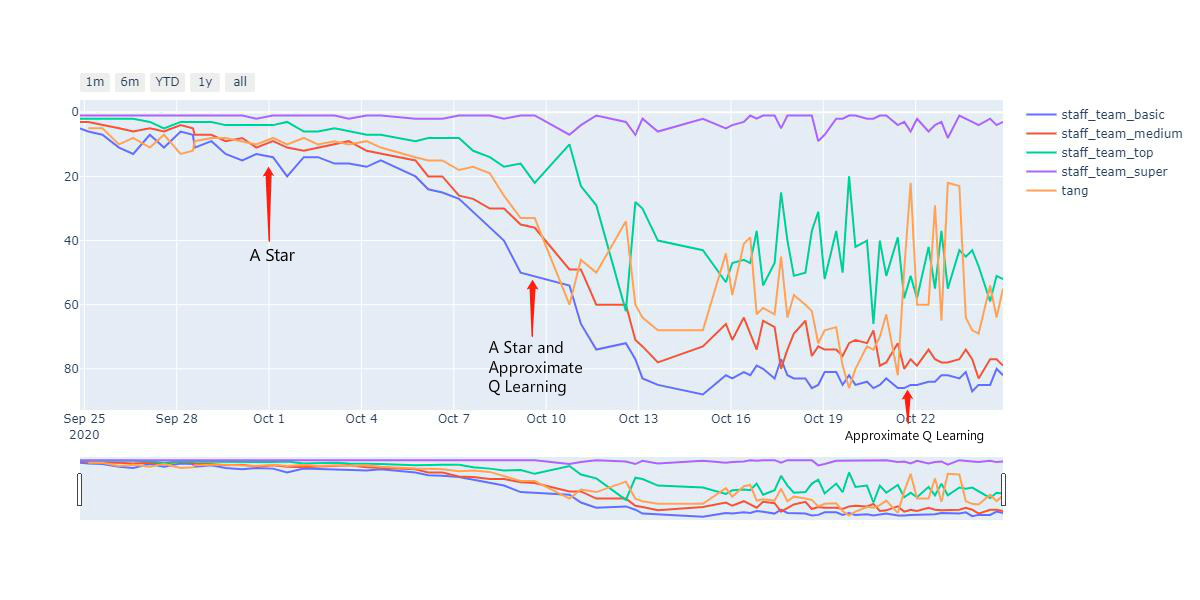 1m 6m YTD 1y all
staff_team_basic
staff_team_medium
staff_team_top
staff_team_super
tang
0
20
40
60
80
A Star
A Star and
Approximate
Q Learning
Sep 25 Sep 28 Oct 1 Oct 4 Oct 7 Oct 10 Oct 13 Oct 16 Oct 19 Oct 22
2020
Approximate Q Learning